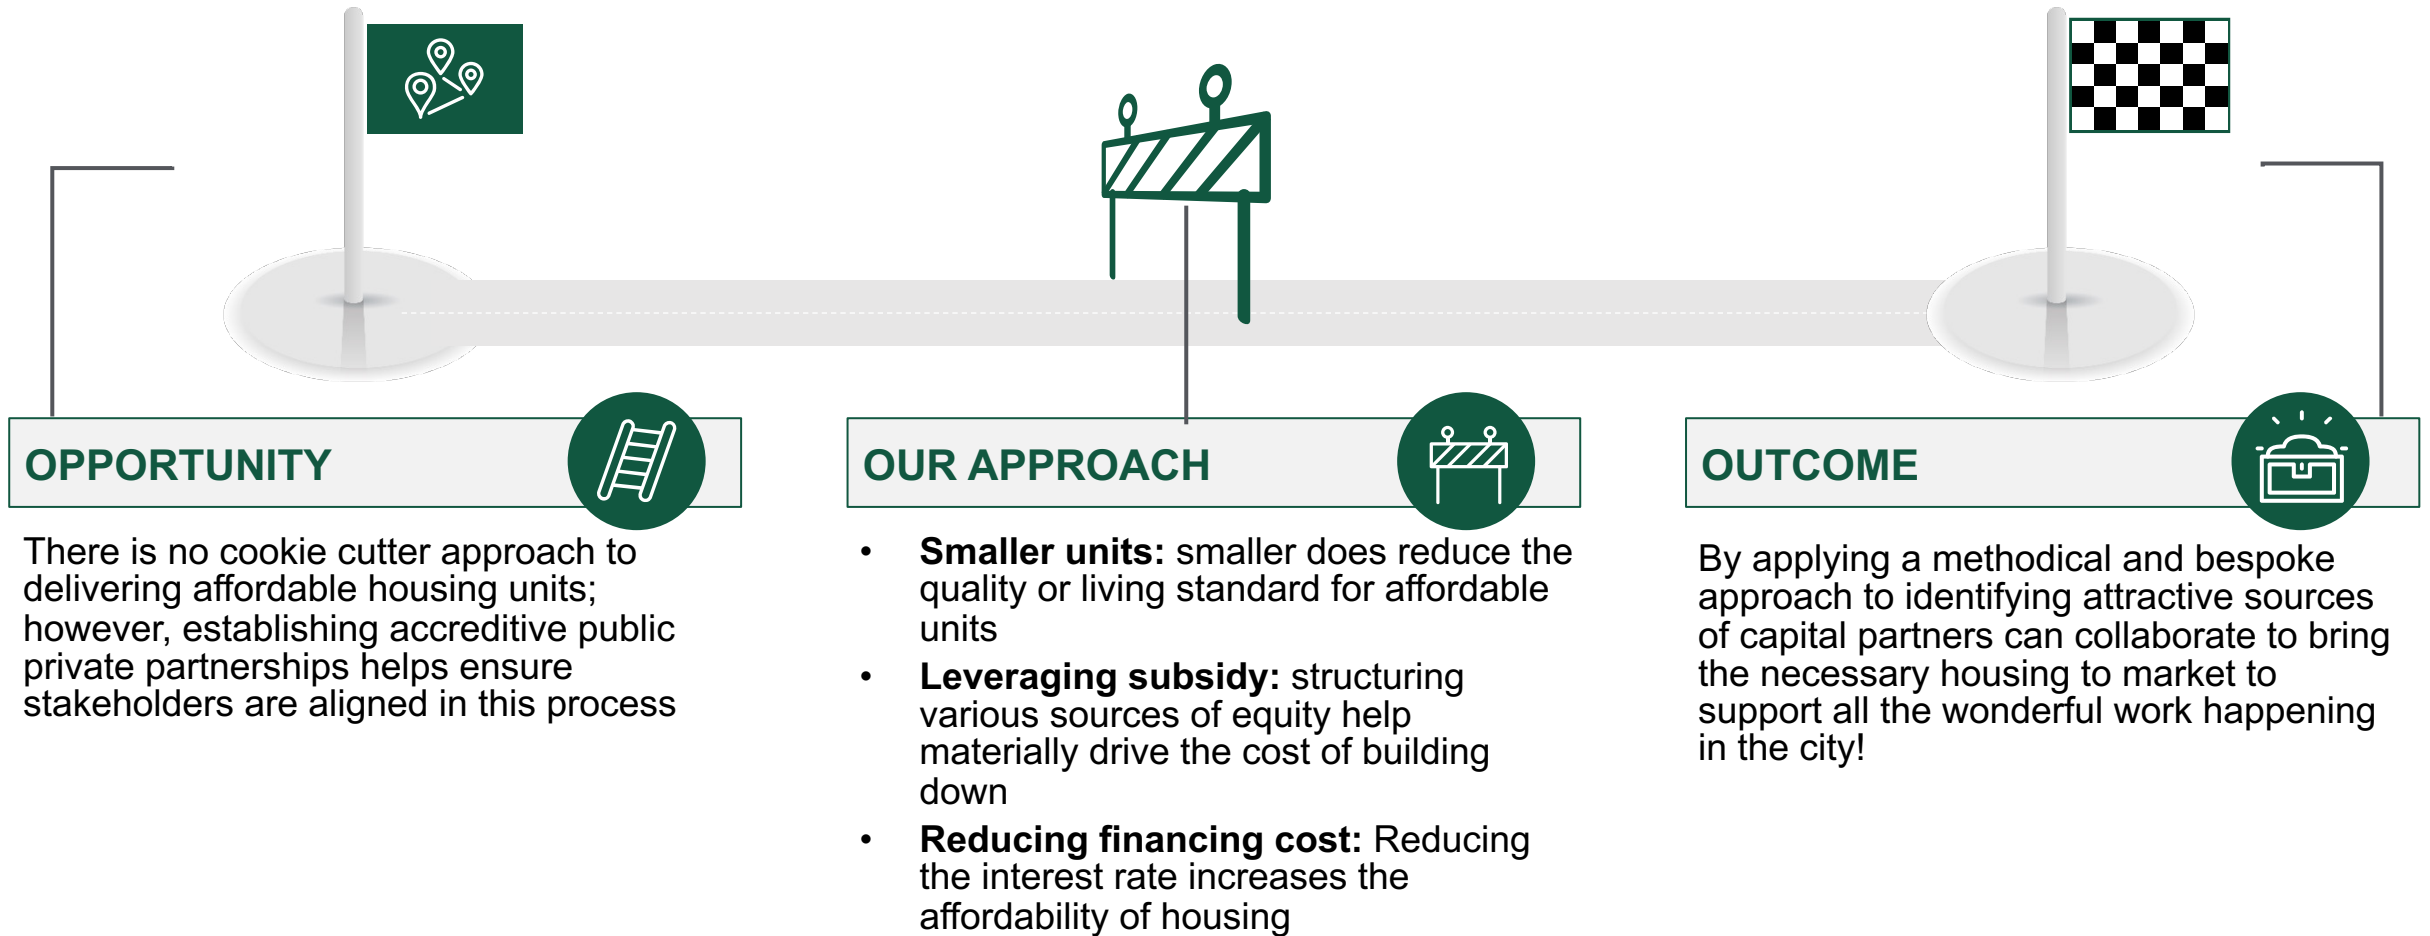 OPPORTUNITY
There is no cookie cutter approach to
delivering affordable housing units;
however, establishing accreditive public
private partnerships helps ensure
stakeholders are aligned in this process
OUR APPROACH
• Smaller units: smaller does reduce the
quality or living standard for affordable
units
• Leveraging subsidy: structuring
various sources of equity help
materially drive the cost of building
down
• Reducing financing cost: Reducing
the interest rate increases the
affordability of housing
OUTCOME
By applying a methodical and bespoke
approach to identifying attractive sources
of capital partners can collaborate to bring
the necessary housing to market to
support all the wonderful work happening
in the city!